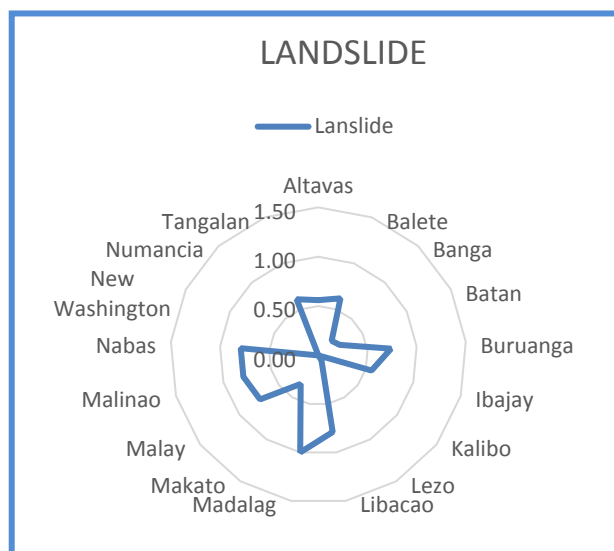 LANDSLIDE
Lanslide
Altavas
Balete
Banga
Batan
Buruanga
Ibajay
Kalibo
Lezo
Libacao
Madalag
Makato
Malay
Malinao
Nabas
New
Washington
Numancia
Tangalan
1.50
1.00
0.50
0.00